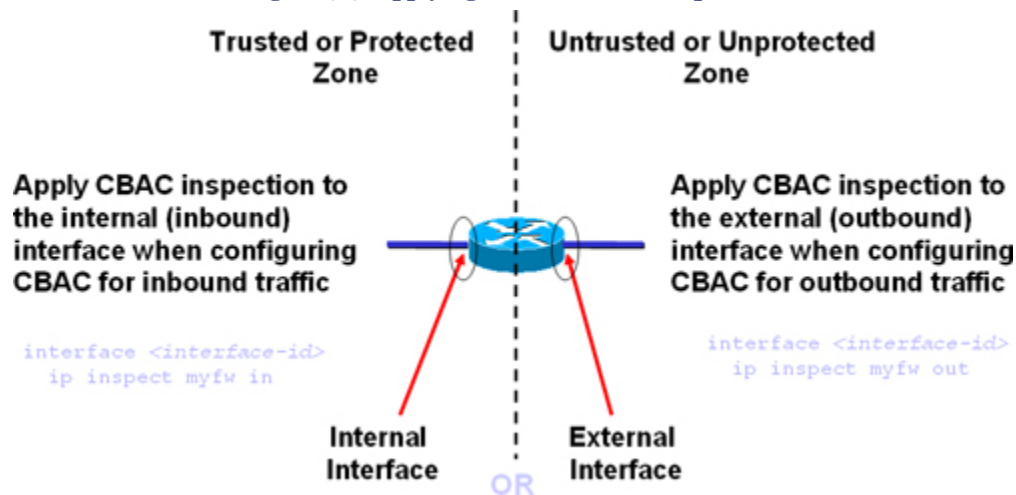 Trusted or Protected
Zone
Untrusted or Unprotected
Zone
Apply CBAC inspection to
the internal (inbound)
interface when configuring
CBAC for inbound traffic
interface <interface-id>
ip inspect myfw in
Apply CBAC inspection to
the external (outbound)
interface when configuring
CBAC for outbound traffic
interface <interface-id>
ip inspect myfw out
Internal
Interface
External
Interface
OR